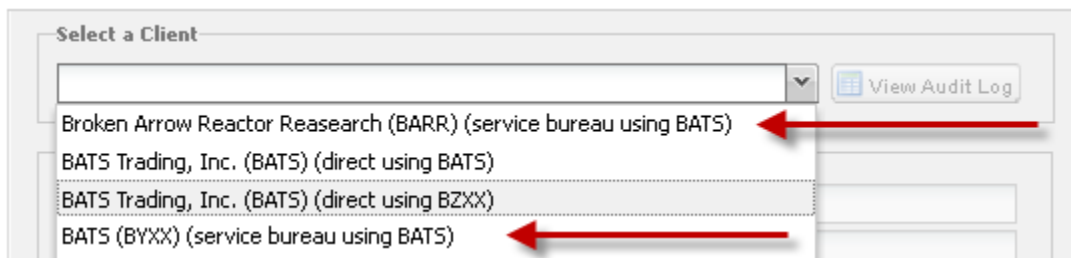 Select a Client
View Audit Log
Broken Arrow Reactor Reasearch (BARR) (service bureau using BATS)
BATS Trading, Inc. (BATS) (direct using BATS)
BATS Trading, Inc. (BATS) (direct using BZXX)
BATS (BYXX) (service bureau using BATS)